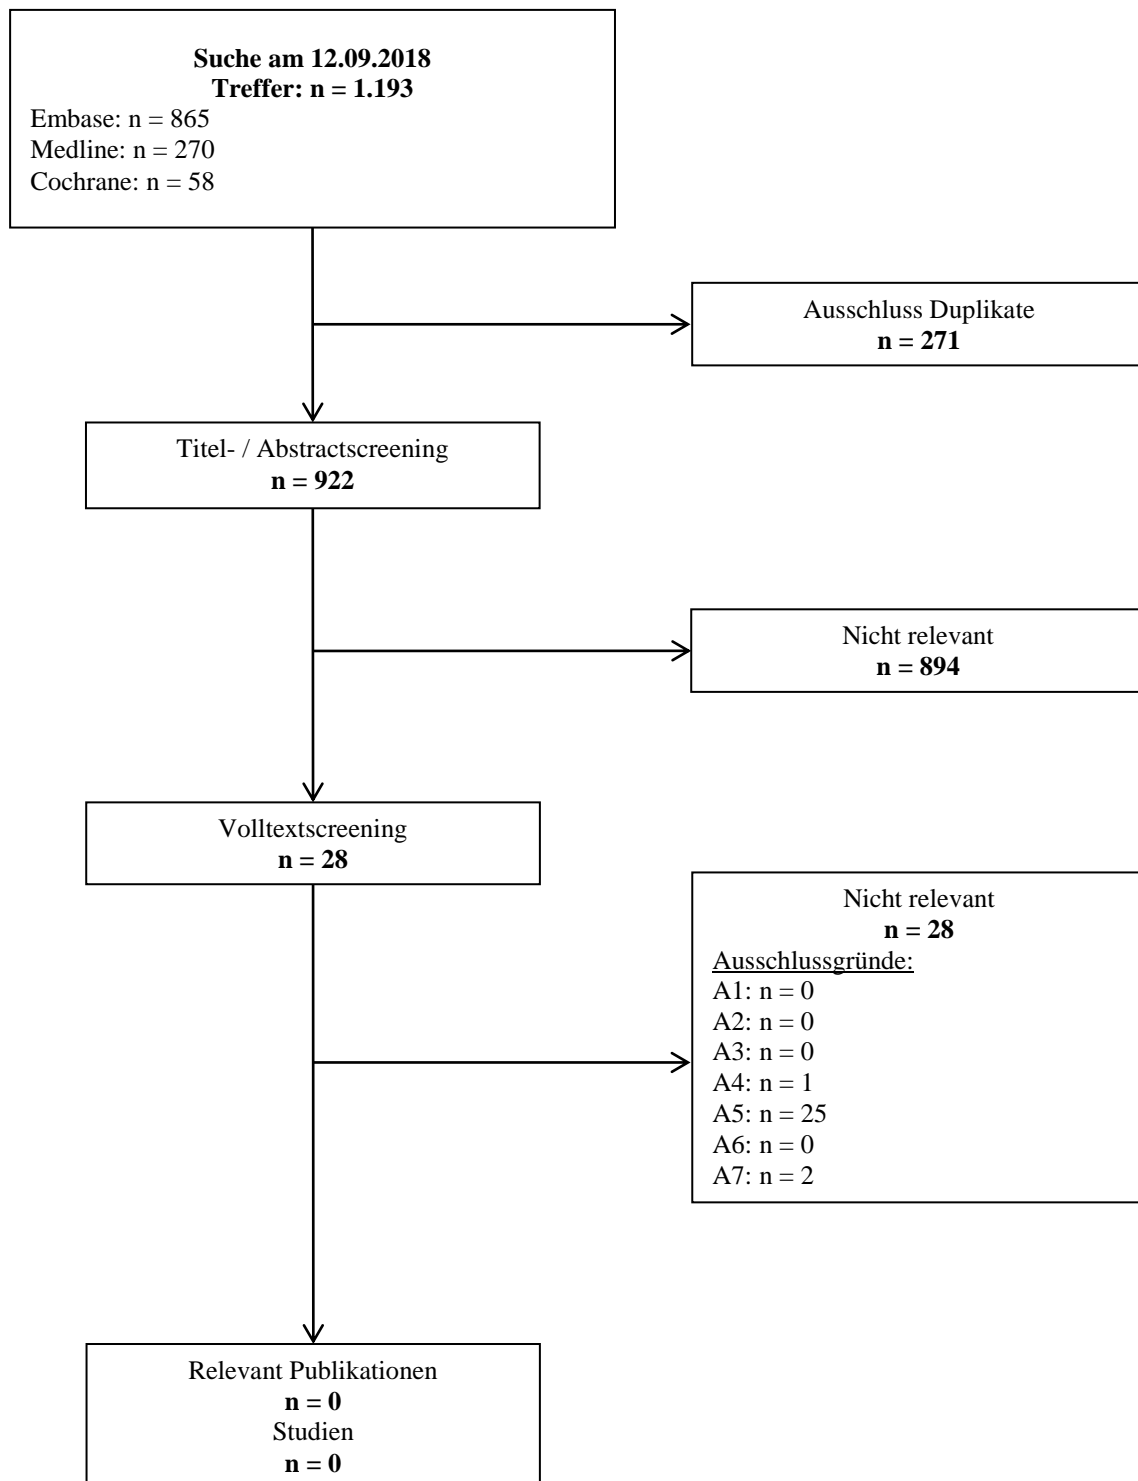 Suche am 12.09.2018
Treffer: n = 1.193
Embase: n = 865
Medline: n = 270
Cochrane: n = 58
Ausschluss Duplikate
n = 271
Titel- / Abstractscreening
n = 922
Nicht relevant
n = 894
Volltextscreening
n = 28
Nicht relevant
n = 28
Ausschlussgründe:
A1: n = 0
A2: n = 0
A3: n = 0
A4: n = 1
A5: n = 25
A6: n = 0
A7: n = 2
Relevant Publikationen
n = 0
Studien
n = 0